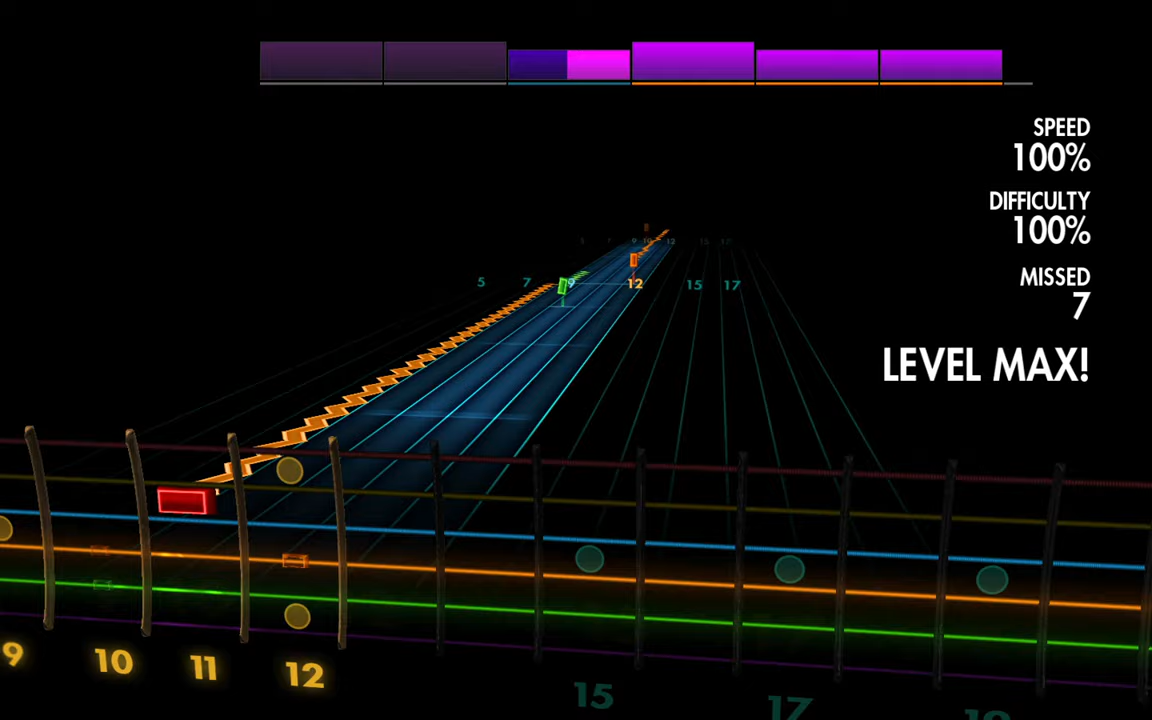 SPEED
100%
DIFFICULTY
100%
MISSED
7
LEVEL MAX!
5 7 9 12 15 17
9 10 11 12 15 17